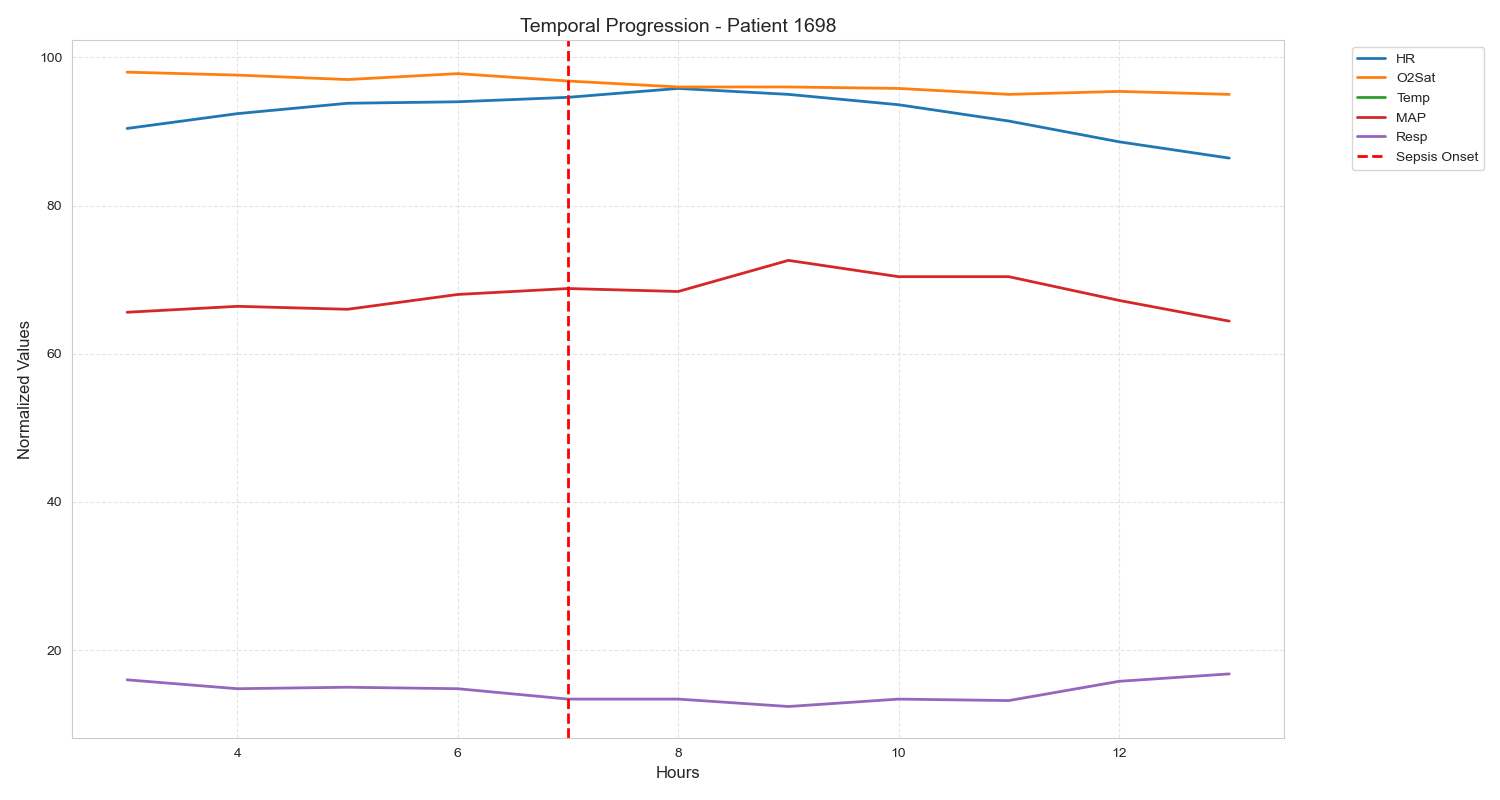 Temporal Progression - Patient 1698
HR
O2Sat
Temp
MAP
Resp
Sepsis Onset
Normalized Values
100
80
60
40
20
4
6
8
10
12
Hours